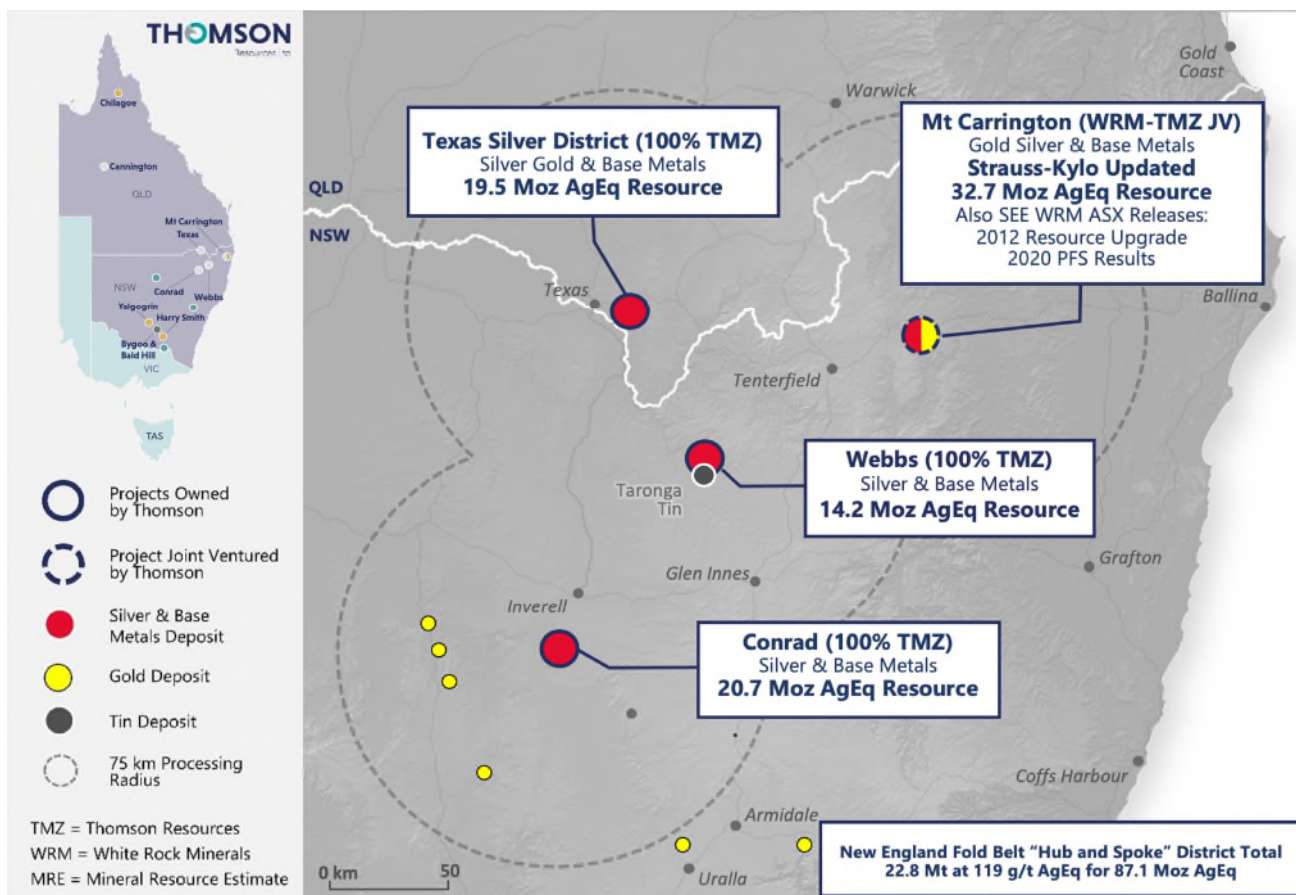 THOMSON
Resources Ltd
Chillagoe
Cannington
QLD
Mt Carrington
Texas
NSW
Conrad
Webbs
Yalgogrin
Harry Smith
Bygoo &
Bald Hill
VIC
TAS
Projects Owned
by Thomson
Project Joint Ventured
by Thomson
Silver & Base
Metals Deposit
Gold Deposit
Tin Deposit
75 km Processing
Radius
TMZ = Thomson Resources
WRM = White Rock Minerals
MRE = Mineral Resource Estimate
Gold
Coast
Warwick
Texas Silver District (100% TMZ)
Silver Gold & Base Metals
19.5 Moz AgEq Resource
Mt Carrington (WRM-TMZ JV)
Gold Silver & Base Metals
Strauss-Kylo Updated
32.7 Moz AgEq Resource
Also SEE WRM ASX Releases:
2012 Resource Upgrade
2020 PFS Results
QLD
NSW
Texas
Ballina
Tenterfield
Webbs (100% TMZ)
Silver & Base Metals
14.2 Moz AgEq Resource
Taronga
Tin
Grafton
Glen Innes
Inverell
Conrad (100% TMZ)
Silver & Base Metals
20.7 Moz AgEq Resource
Coffs Harbour
Armidale
Uralla
0 km
50
New England Fold Belt "Hub and Spoke" District Total
22.8 Mt at 119 g/t AgEq for 87.1 Moz AgEq